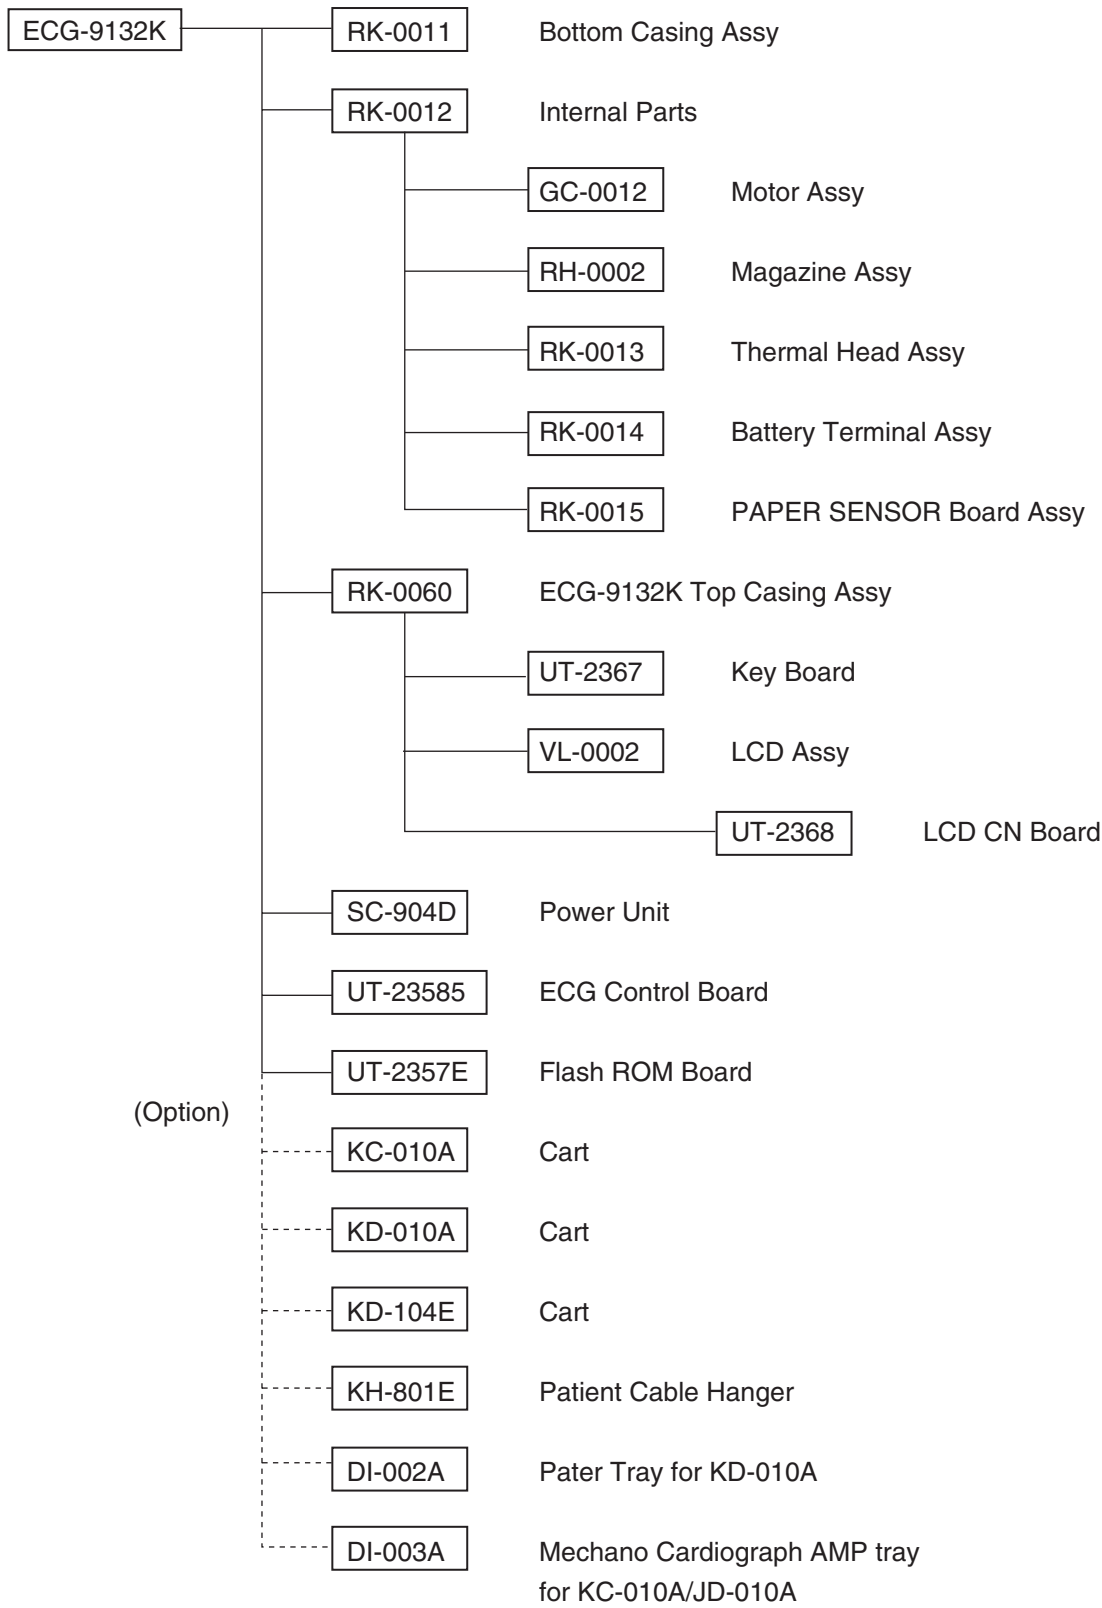 ECG-9132K RK-0011 Bottom Casing Assy
RK-0012 Internal Parts
GC-0012 Motor Assy
RH-0002 Magazine Assy
RK-0013 Thermal Head Assy
RK-0014 Battery Terminal Assy
RK-0015 PAPER SENSOR Board Assy
RK-0060 ECG-9132K Top Casing Assy
UT-2367 Key Board
VL-0002 LCD Assy
UT-2368 LCD CN Board
SC-904D Power Unit
UT-23585 ECG Control Board
UT-2357E Flash ROM Board
(Option)
KC-010A Cart
KD-010A Cart
KD-104E Cart
KH-801E Patient Cable Hanger
DI-002A Pater Tray for KD-010A
DI-003A Mechano Cardiograph AMP tray
for KC-010A/JD-010A